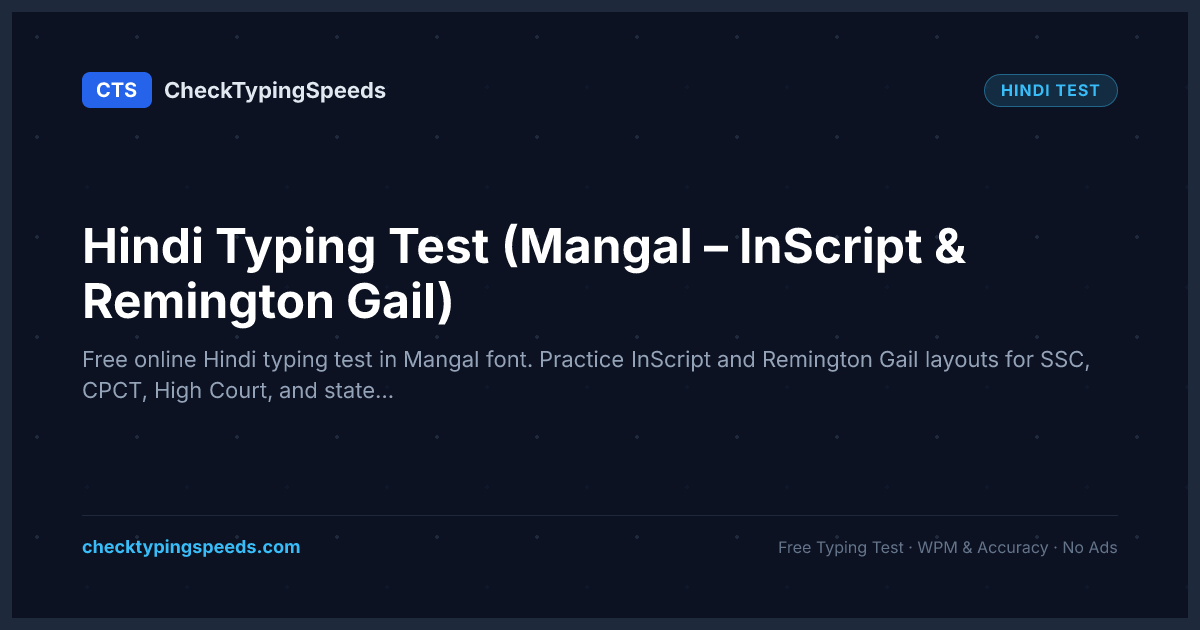 CTS CheckTypingSpeeds
HINDI TEST
Hindi Typing Test (Mangal – InScript &
Remington Gail)
Free online Hindi typing test in Mangal font. Practice InScript and Remington Gail layouts for SSC,
CPCT, High Court, and state...
checktypingspeeds.com
Free Typing Test · WPM & Accuracy · No Ads